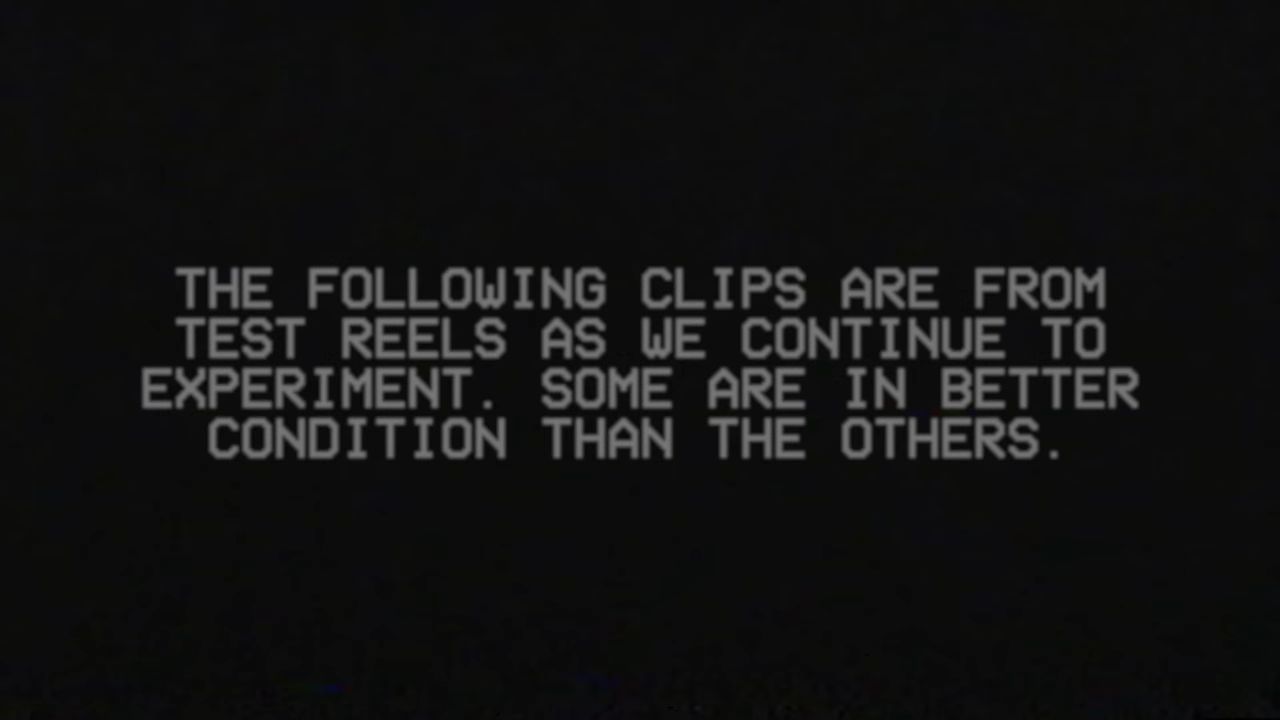 THE FOLLOWING CLIPS ARE FROM
TEST REELS AS WE CONTINUE TO
EXPERIMENT. SOME ARE IN BETTER
CONDITION THAN THE OTHERS.